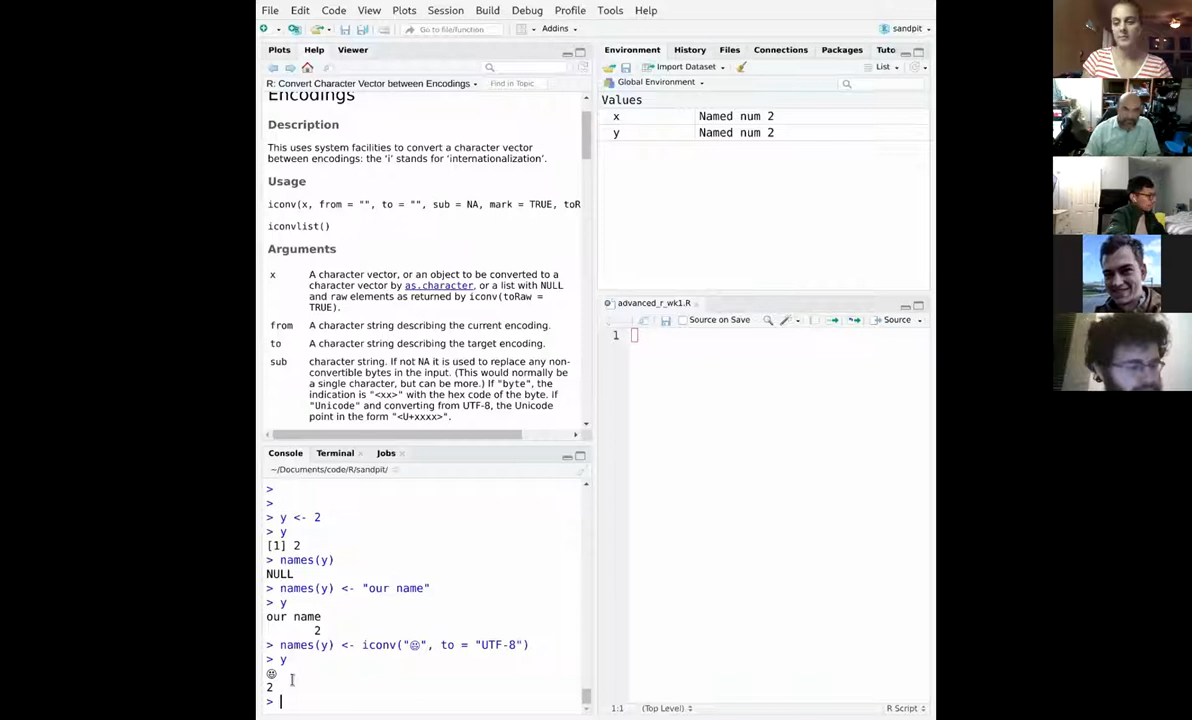 File Edit Code View Plots Session Build Debug Profile Tools Help
Go to file/function Addins sandpit
Plots Help Viewer
R: Convert Character Vector between Encodings Find in Topic
Encodings
Description
This uses system facilities to convert a character vector
between encodings: the ‘i’ stands for ‘internationalization’.
Usage
iconv(x, from = "", to = "", sub = NA, mark = TRUE, toR
iconvlist()
Arguments
x A character vector, or an object to be converted to a
character vector by as.character, or a list with NULL
and raw elements as returned by iconv(toRaw =
TRUE).
from A character string describing the current encoding.
to A character string describing the target encoding.
sub character string. If not NA it is used to replace any non-
convertible bytes in the input. (This would normally be
a single character, but can be more.) If "byte", the
indication is "<xx>" with the hex code of the byte. If
"Unicode" and converting from UTF-8, the Unicode
point in the form "<U+xxxx>".
Console Terminal Jobs
~/Documents/code/R/sandpit/
>
>
> y <- 2
> y
[1] 2
> names(y)
NULL
> names(y) <- "our name"
> y
our name
2
> names(y) <- iconv("😃", to = "UTF-8")
> y
😃
2
>
Environment History Files Connections Packages Tuto
Import Dataset List
Global Environment
Values
x Named num 2
y Named num 2
advanced_r_wk1.R
Source on Save Source
1
1:1 (Top Level) R Script